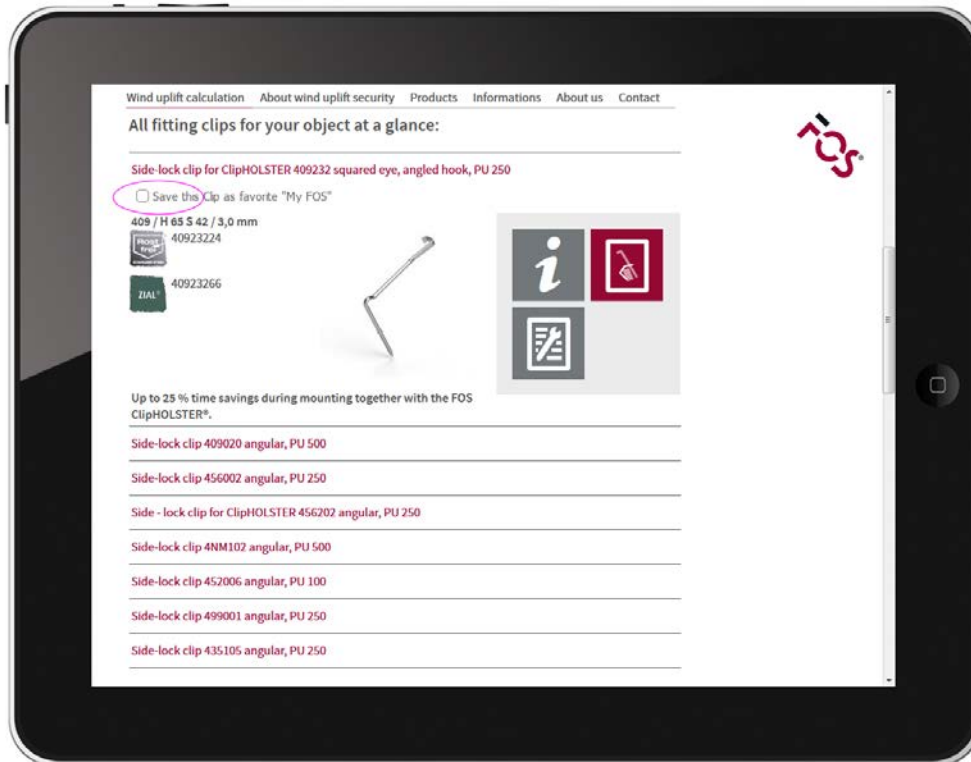 Wind uplift calculation About wind uplift security Products Informations About us Contact
All fitting clips for your object at a glance:
FOS®
Side-lock clip for ClipHOLSTER 409232 squared eye, angled hook, PU 250
Save this Clip as favorite "My FOS"
409 / H 65 S 42 / 3,0 mm
40923224
ZIAL®
40923266
i
Up to 25 % time savings during mounting together with the FOS
ClipHOLSTER®.
Side-lock clip 409020 angular, PU 500
Side-lock clip 456002 angular, PU 250
Side - lock clip for ClipHOLSTER 456202 angular, PU 250
Side-lock clip 4NM102 angular, PU 500
Side-lock clip 452006 angular, PU 100
Side-lock clip 499001 angular, PU 250
Side-lock clip 435105 angular, PU 250